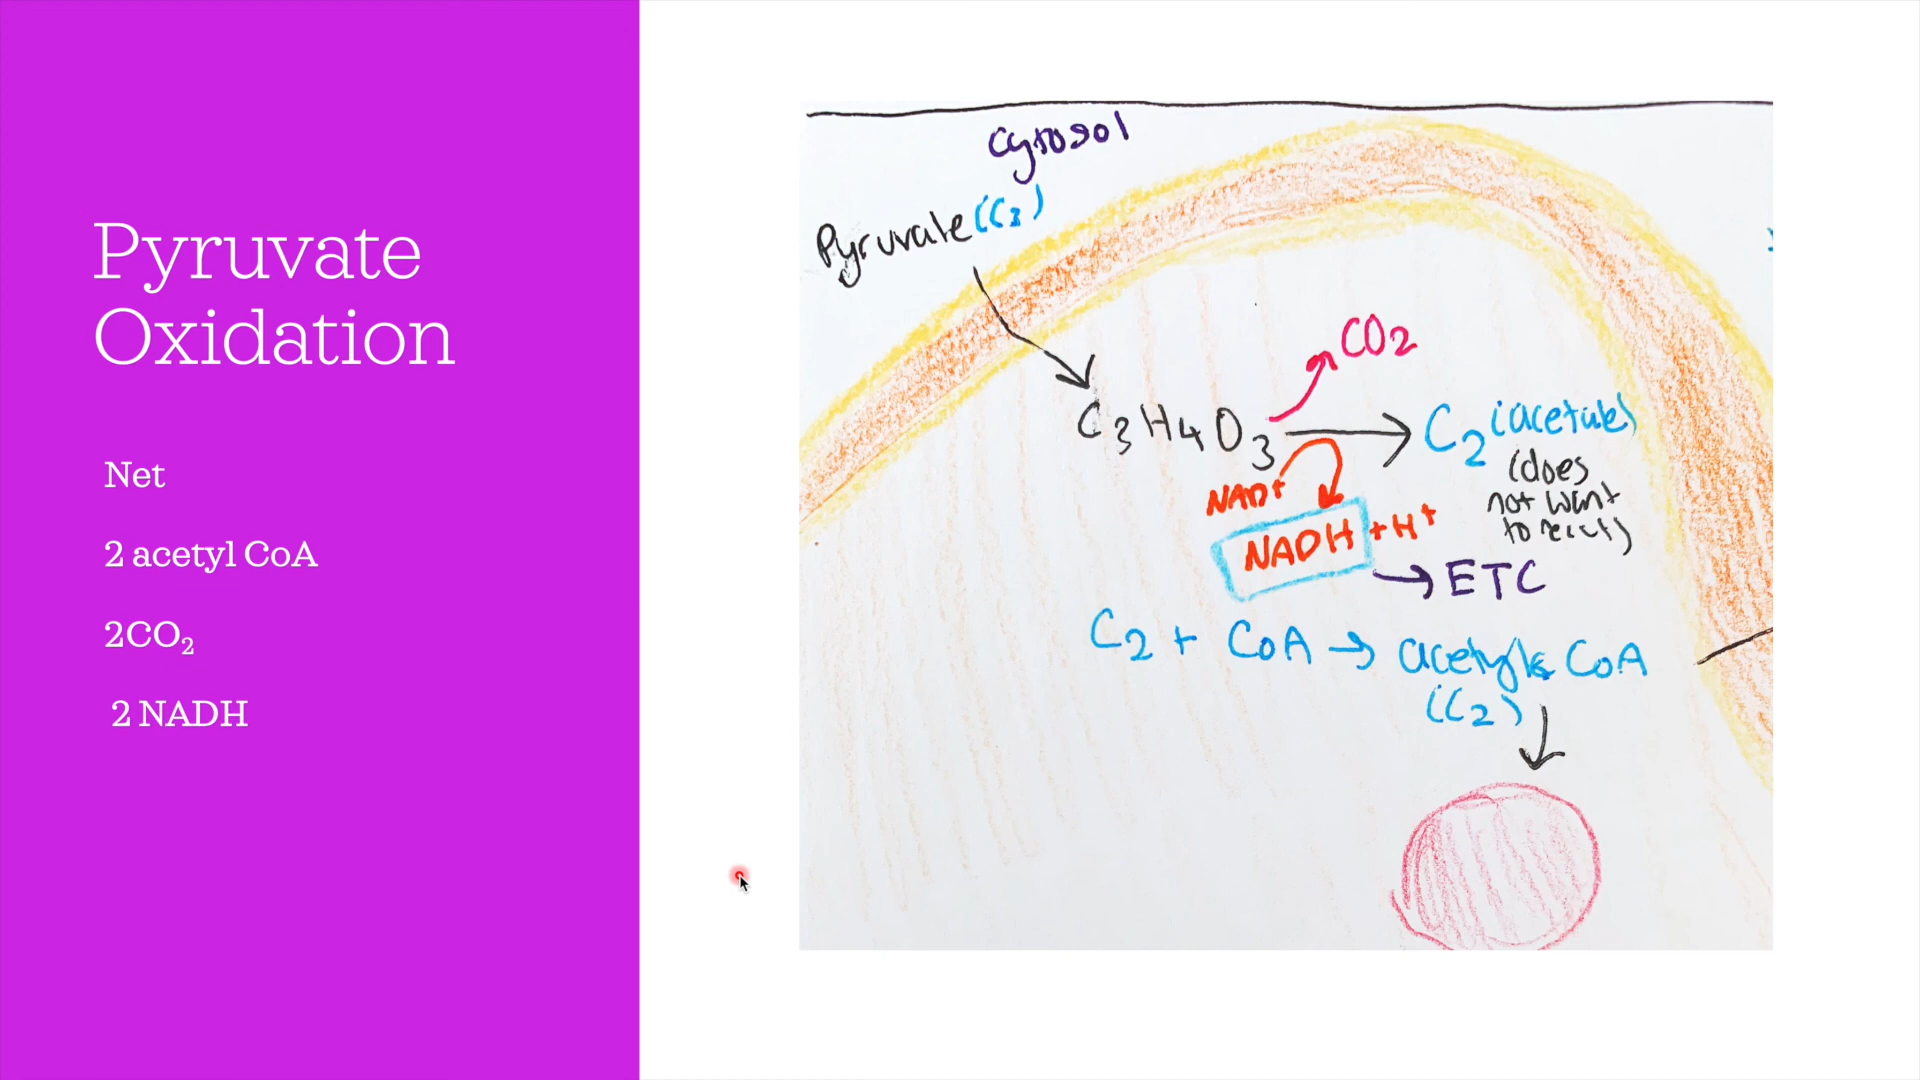 Pyruvate
Oxidation
Net
2 acetyl CoA
2CO₂
2 NADH
Cytosol
Pyruvate (C₃)
CO₂
C₃H₄O₃ → C₂ (acetate)
(does
not want
to react)
NAD⁺
NADH + H⁺
→ ETC
C₂ + CoA → acetyl CoA
(C₂)